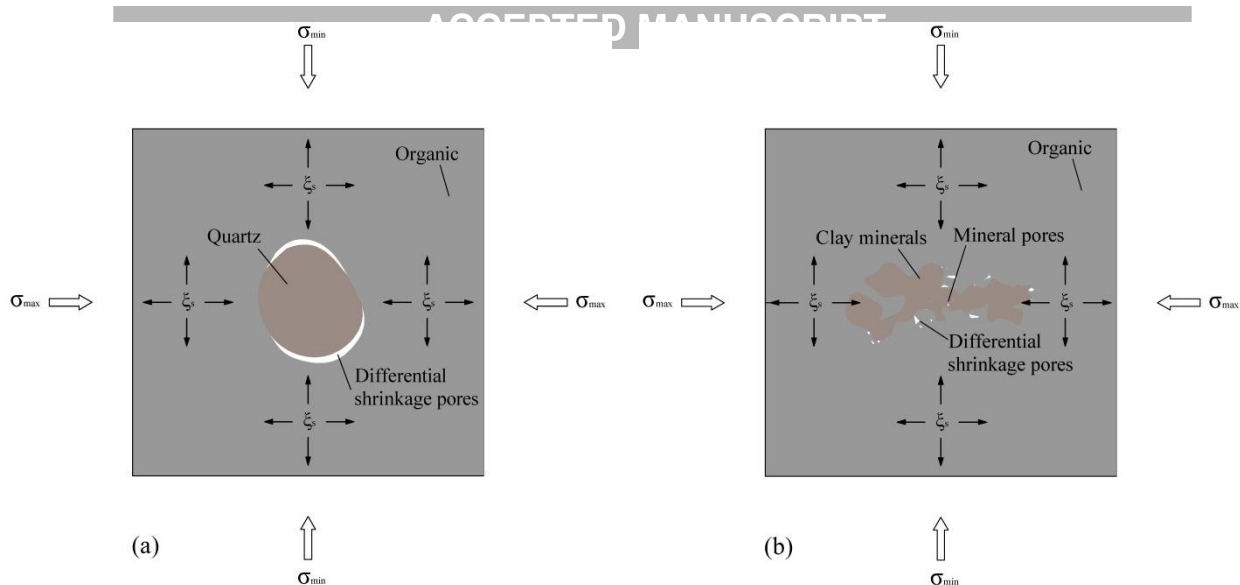 ACCEPTED MANUSCRIPT
σmin
σmin
Organic
Organic
ξs
ξs
Quartz
Clay minerals
Mineral pores
σmax
ξs
ξs
σmax
σmax
ξs
ξs
σmax
Differential
shrinkage pores
Differential
shrinkage pores
ξs
ξs
(a)
(b)
σmin
σmin